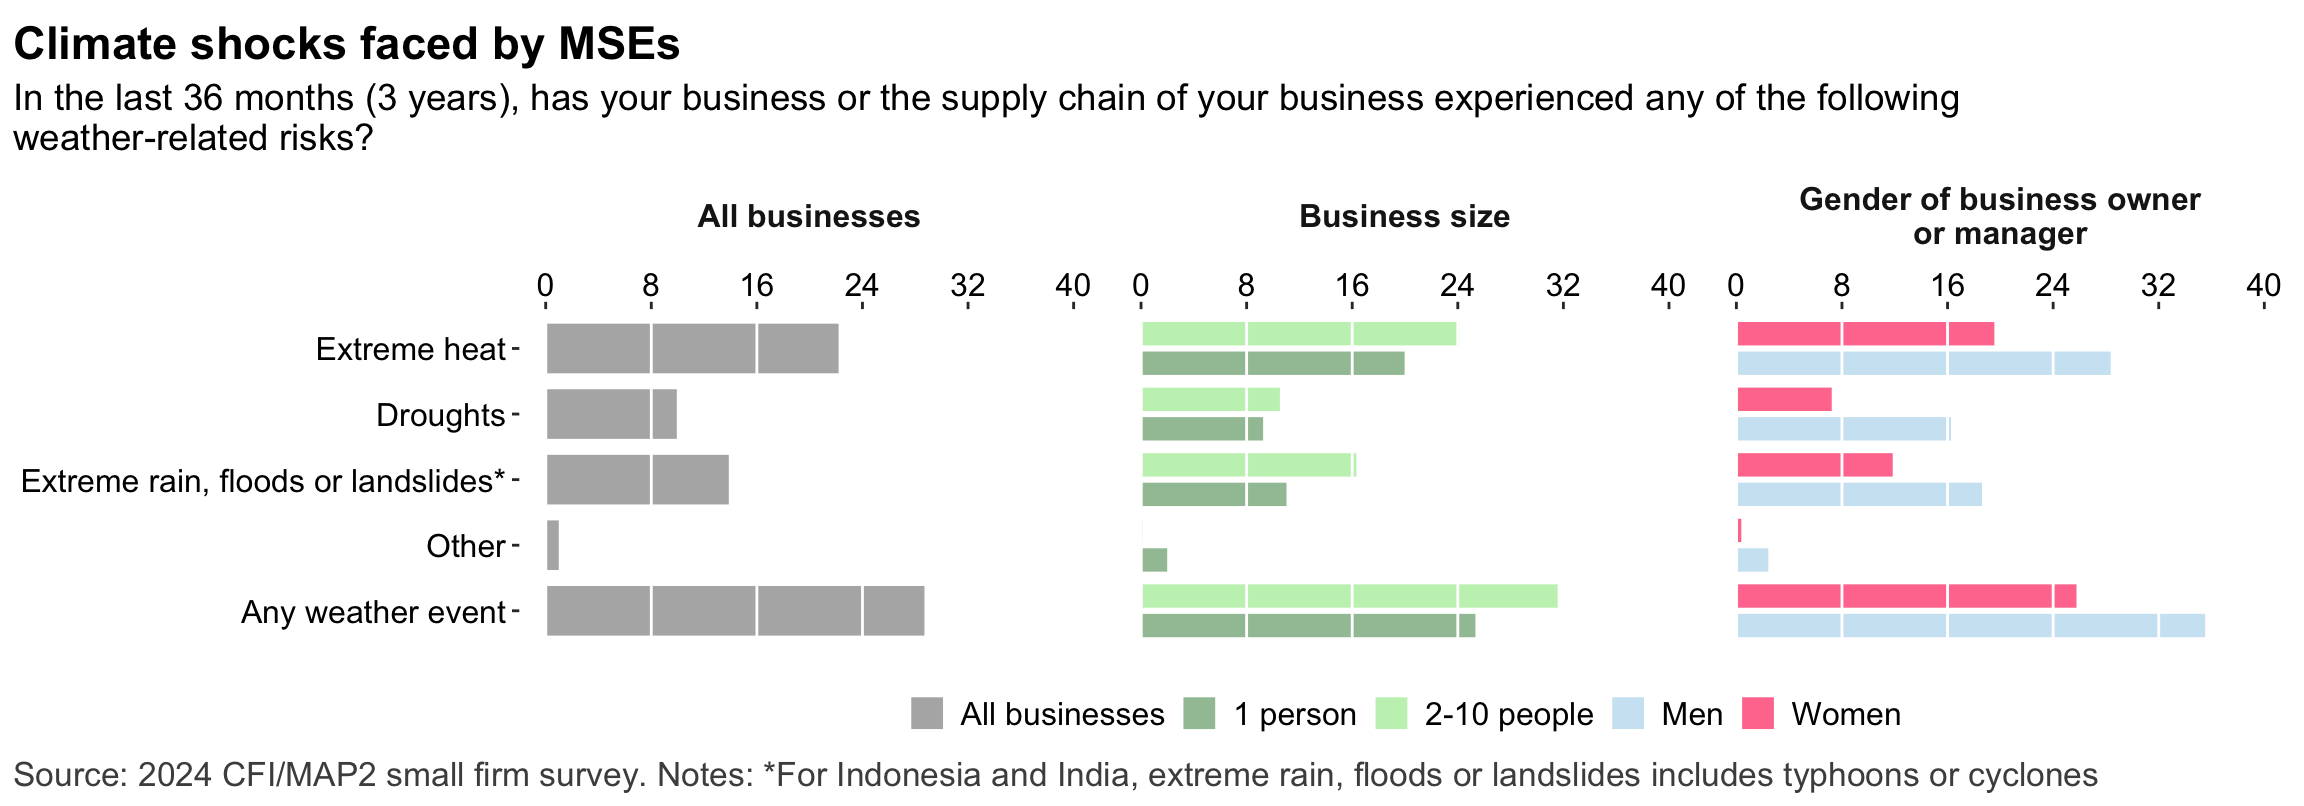 Climate shocks faced by MSEs
In the last 36 months (3 years), has your business or the supply chain of your business experienced any of the following
weather-related risks?
All businesses
Business size
Gender of business owner
or manager
0 8 16 24 32 40 0 8 16 24 32 40 0 8 16 24 32 40
Extreme heat
Droughts
Extreme rain, floods or landslides*
Other
Any weather event
All businesses 1 person 2-10 people Men Women
Source: 2024 CFI/MAP2 small firm survey. Notes: *For Indonesia and India, extreme rain, floods or landslides includes typhoons or cyclones